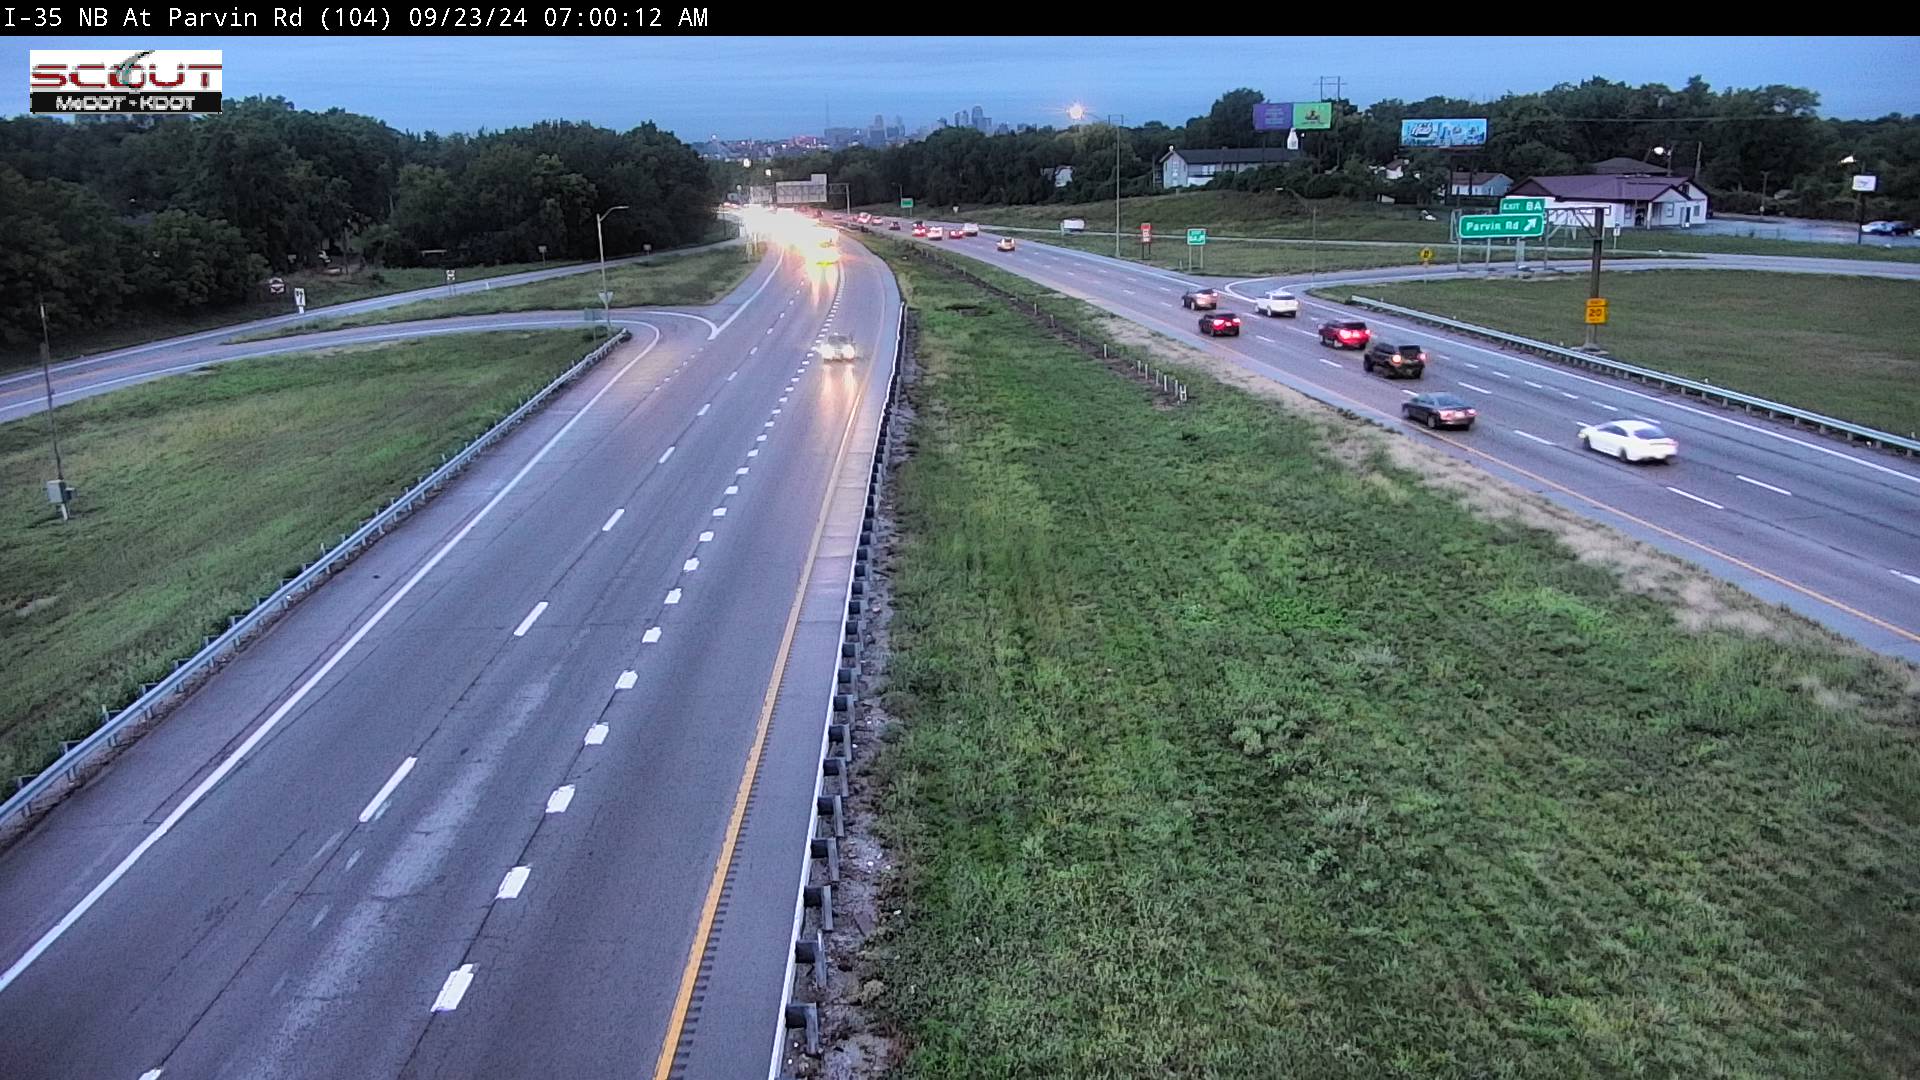 I-35 NB At Parvin Rd (104) 09/23/24 07:00:12 AM
SCOUT
MoDOT - KDOT
EXIT 8A
Parvin Rd
20